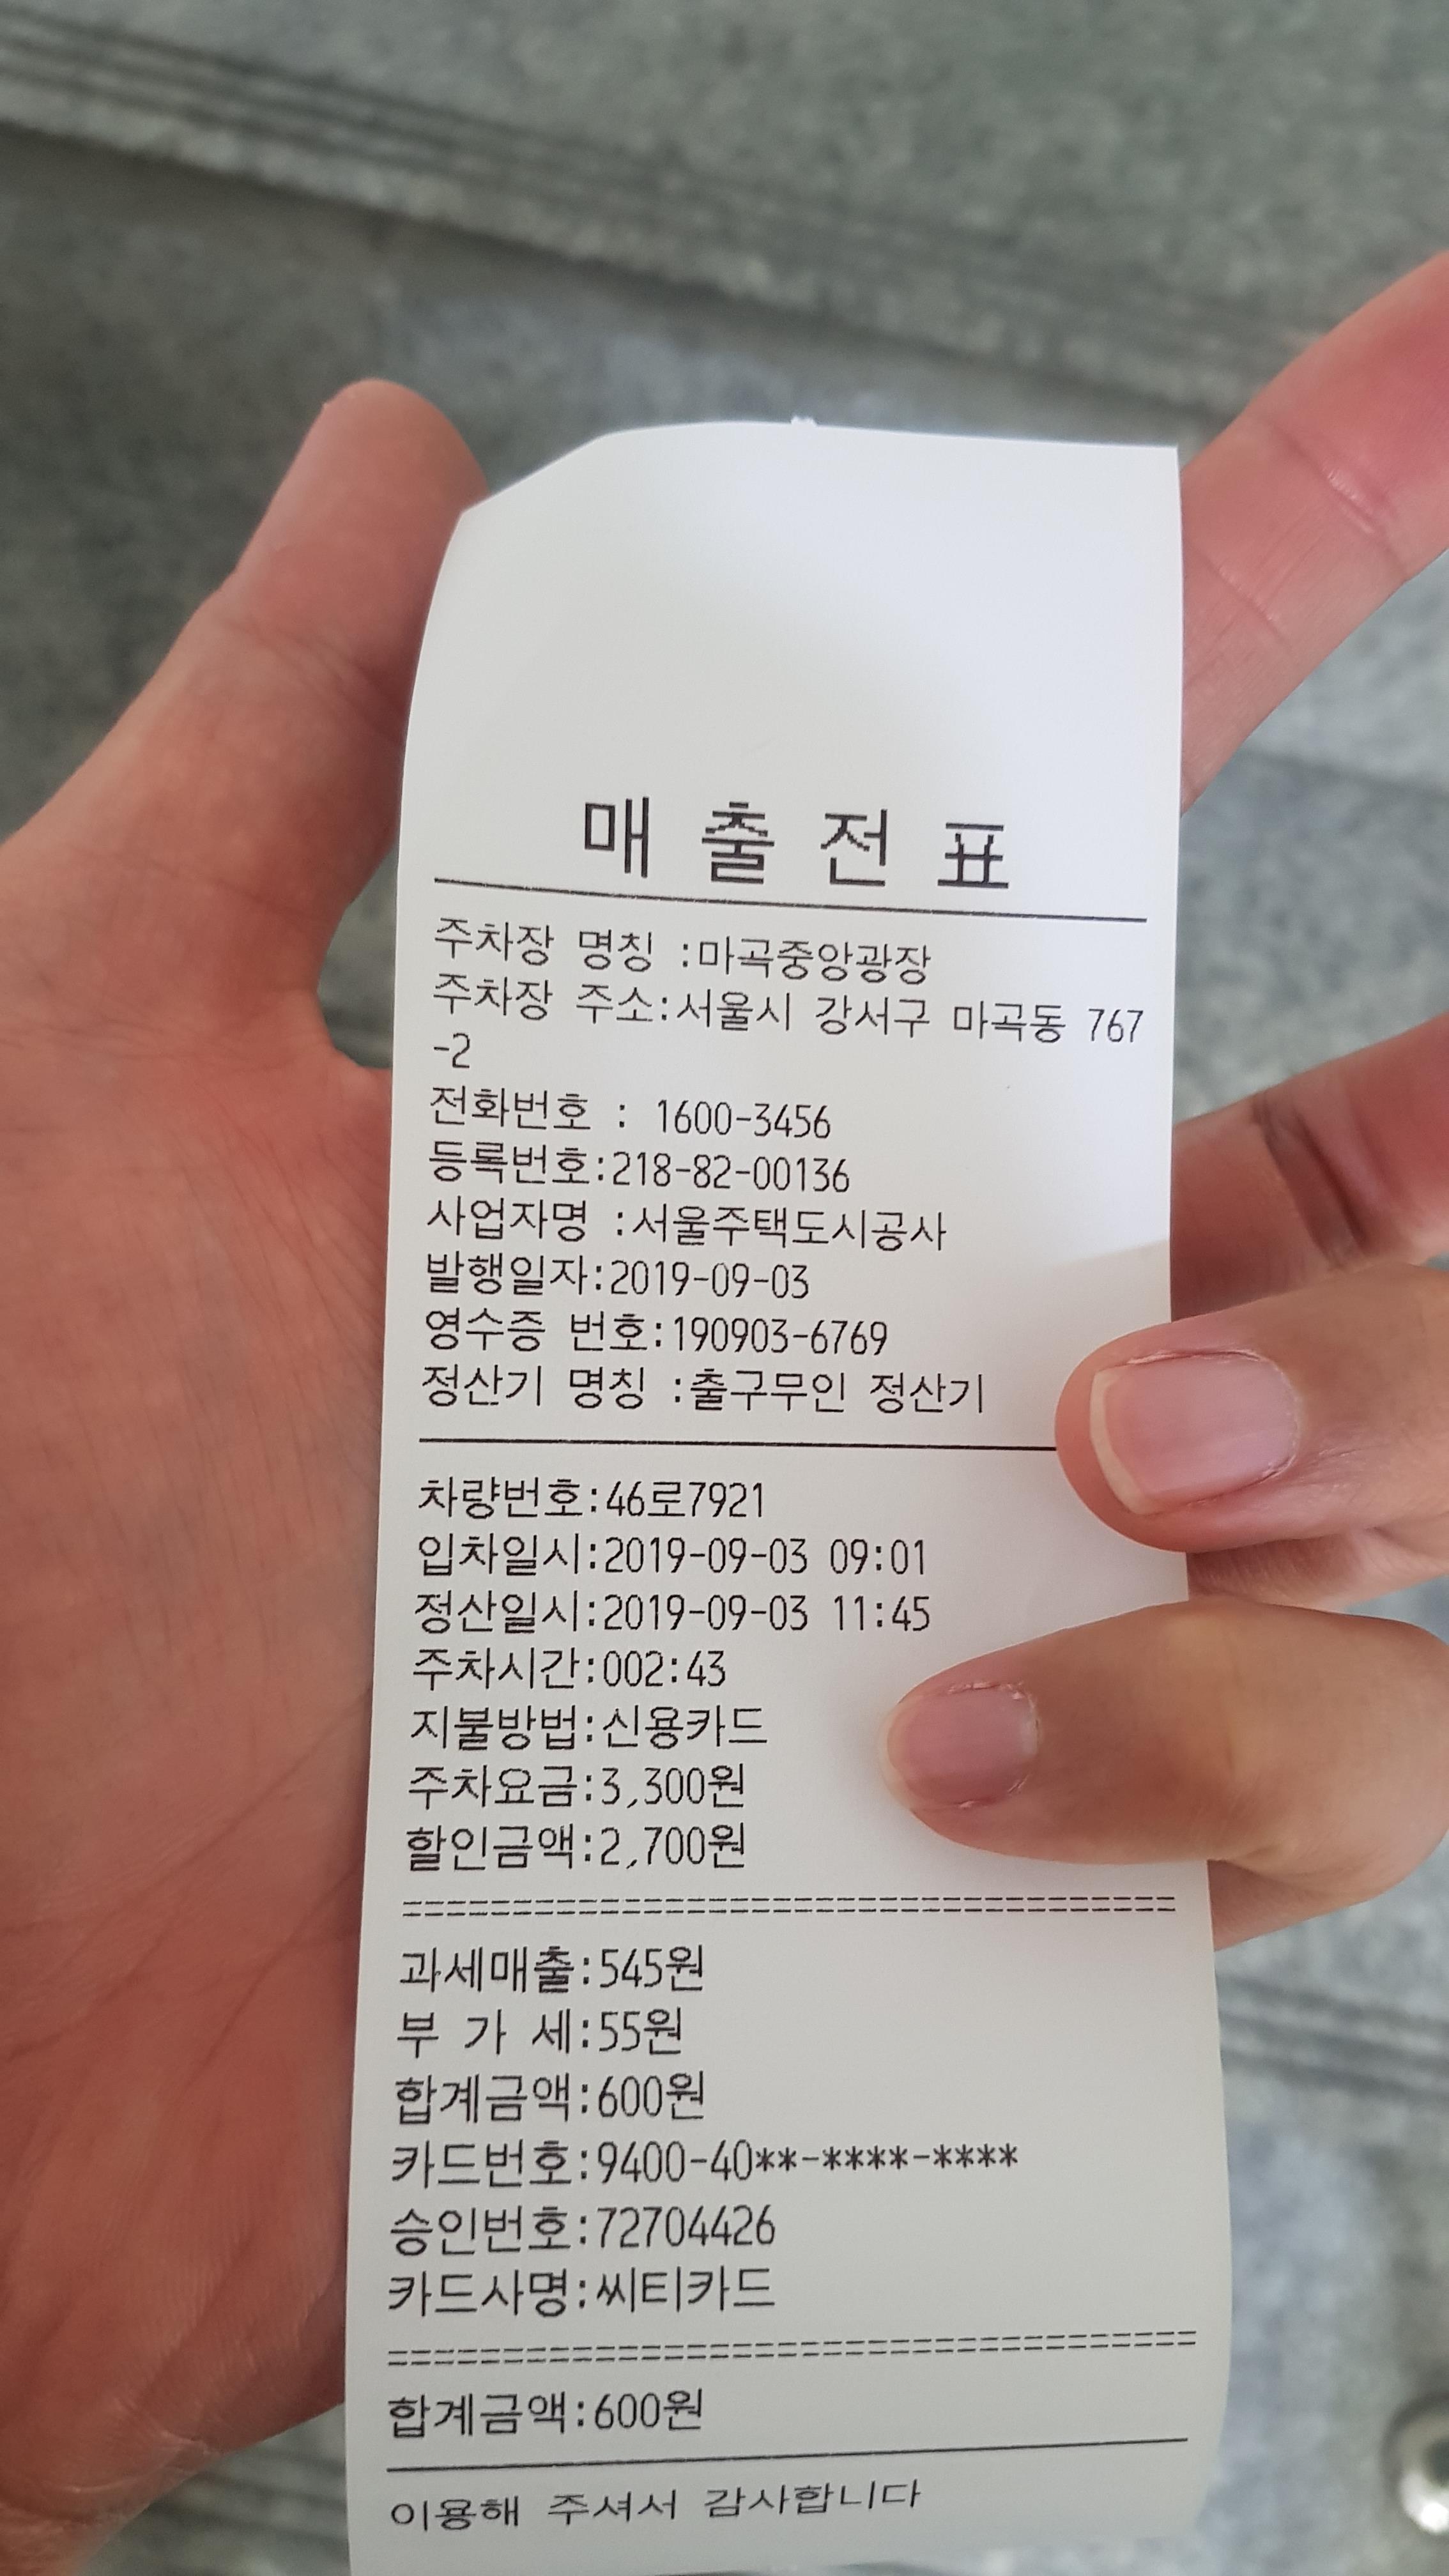 매 출 전 표
주차장 명칭 :마곡중앙광장
주차장 주소:서울시 강서구 마곡동 767
-2
전화번호 : 1600-3456
등록번호:218-82-00136
사업자명 :서울주택도시공사
발행일자:2019-09-03
영수증 번호:190903-6769
정산기 명칭 :출구무인 정산기
차량번호:46로7921
입차일시:2019-09-03 09:01
정산일시:2019-09-03 11:45
주차시간:002:43
지불방법:신용카드
주차요금:3,300원
할인금액:2,700원
===================================
과세매출:545원
부 가 세:55원
합계금액:600원
카드번호:9400-40**-****-****
승인번호:72704426
카드사명:씨티카드
===================================
합계금액:600원
이용해 주셔서 감사합니다